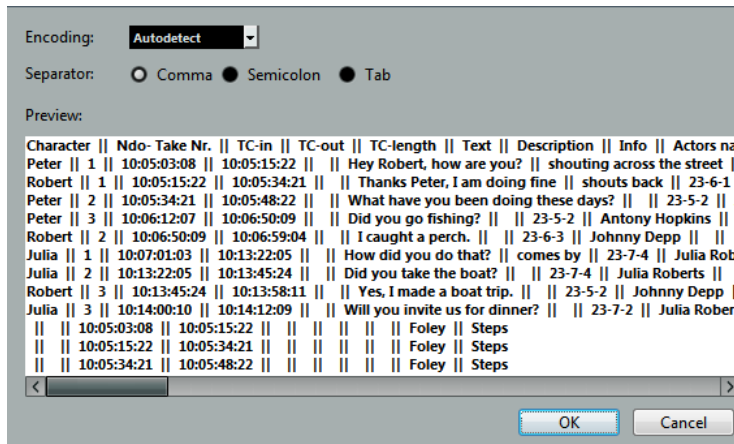 Encoding: Autodetect
Separator: Comma Semicolon Tab
Preview:
Character || Ndo- Take Nr. || TC-in || TC-out || TC-length || Text || Description || Info || Actors na
Peter || 1 || 10:05:03:08 || 10:05:15:22 || || Hey Robert, how are you? || shouting across the street |
Robert || 1 || 10:05:15:22 || 10:05:34:21 || || Thanks Peter, I am doing fine || shouts back || 23-6-1
Peter || 2 || 10:05:34:21 || 10:05:48:22 || || What have you been doing these days? || || 23-5-2 ||
Peter || 3 || 10:06:12:07 || 10:06:50:09 || || Did you go fishing? || || 23-5-2 || Antony Hopkins ||
Robert || 2 || 10:06:50:09 || 10:06:59:04 || || I caught a perch. || || 23-6-3 || Johnny Depp || ||
Julia || 1 || 10:07:01:03 || 10:13:22:05 || || How did you do that? || comes by || 23-7-4 || Julia Rob
Julia || 2 || 10:13:22:05 || 10:13:45:24 || || Did you take the boat? || || 23-7-4 || Julia Roberts || ||
Robert || 3 || 10:13:45:24 || 10:13:58:11 || || Yes, I made a boat trip. || || 23-5-2 || Johnny Depp |
Julia || 3 || 10:14:00:10 || 10:14:12:09 || || Will you invite us for dinner? || || 23-7-2 || Julia Rober
|| || 10:05:03:08 || 10:05:15:22 || || || || || || Foley || Steps
|| || 10:05:15:22 || 10:05:34:21 || || || || || || Foley || Steps
|| || 10:05:34:21 || 10:05:48:22 || || || || || || Foley || Steps
OK Cancel